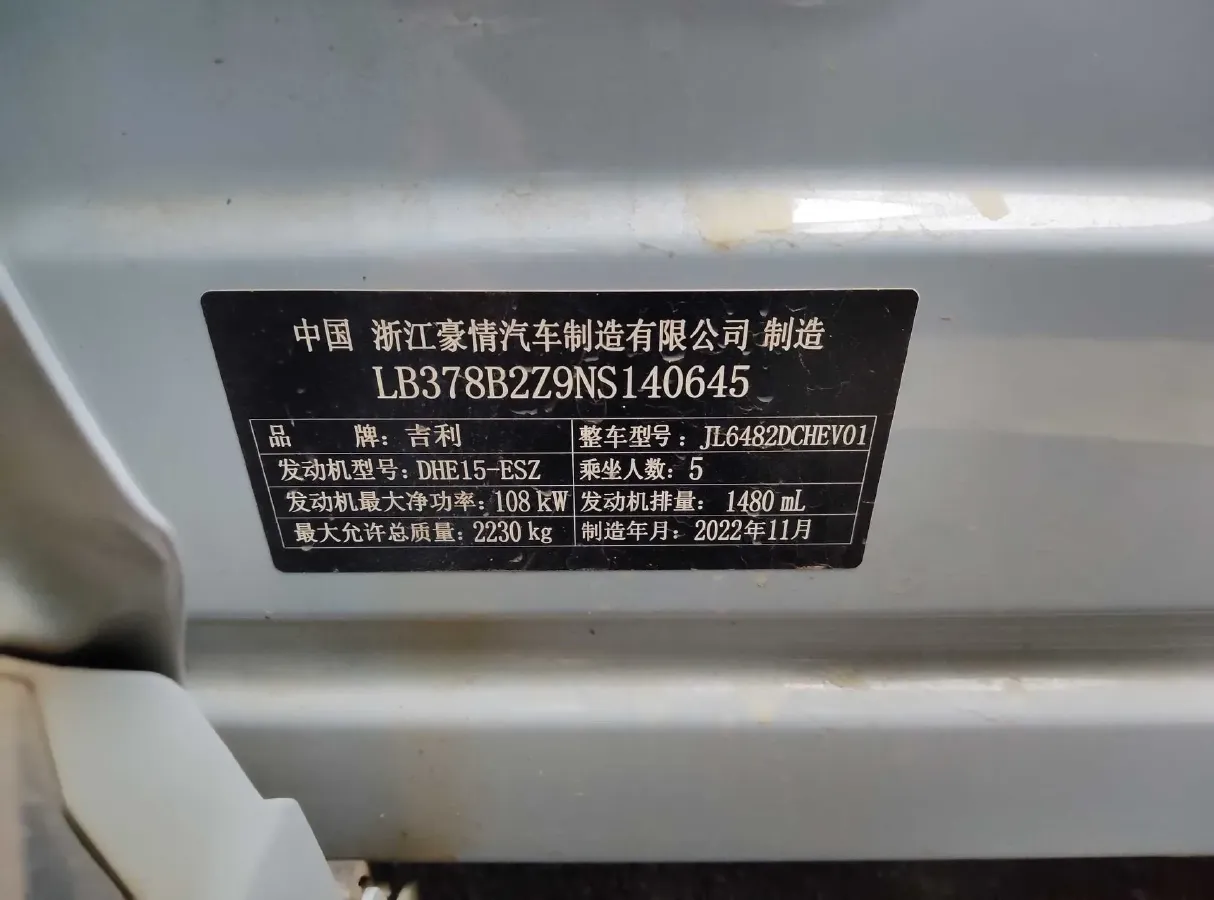 中国 浙江豪情汽车制造有限公司 制造
LB378B2Z9NS140645
品 牌：吉利 整车型号：JL6482DCHEV01
发动机型号：DHE15-ESZ 乘坐人数：5
发动机最大净功率：108 kW 发动机排量：1480 mL
最大允许总质量：2230 kg 制造年月：2022年11月